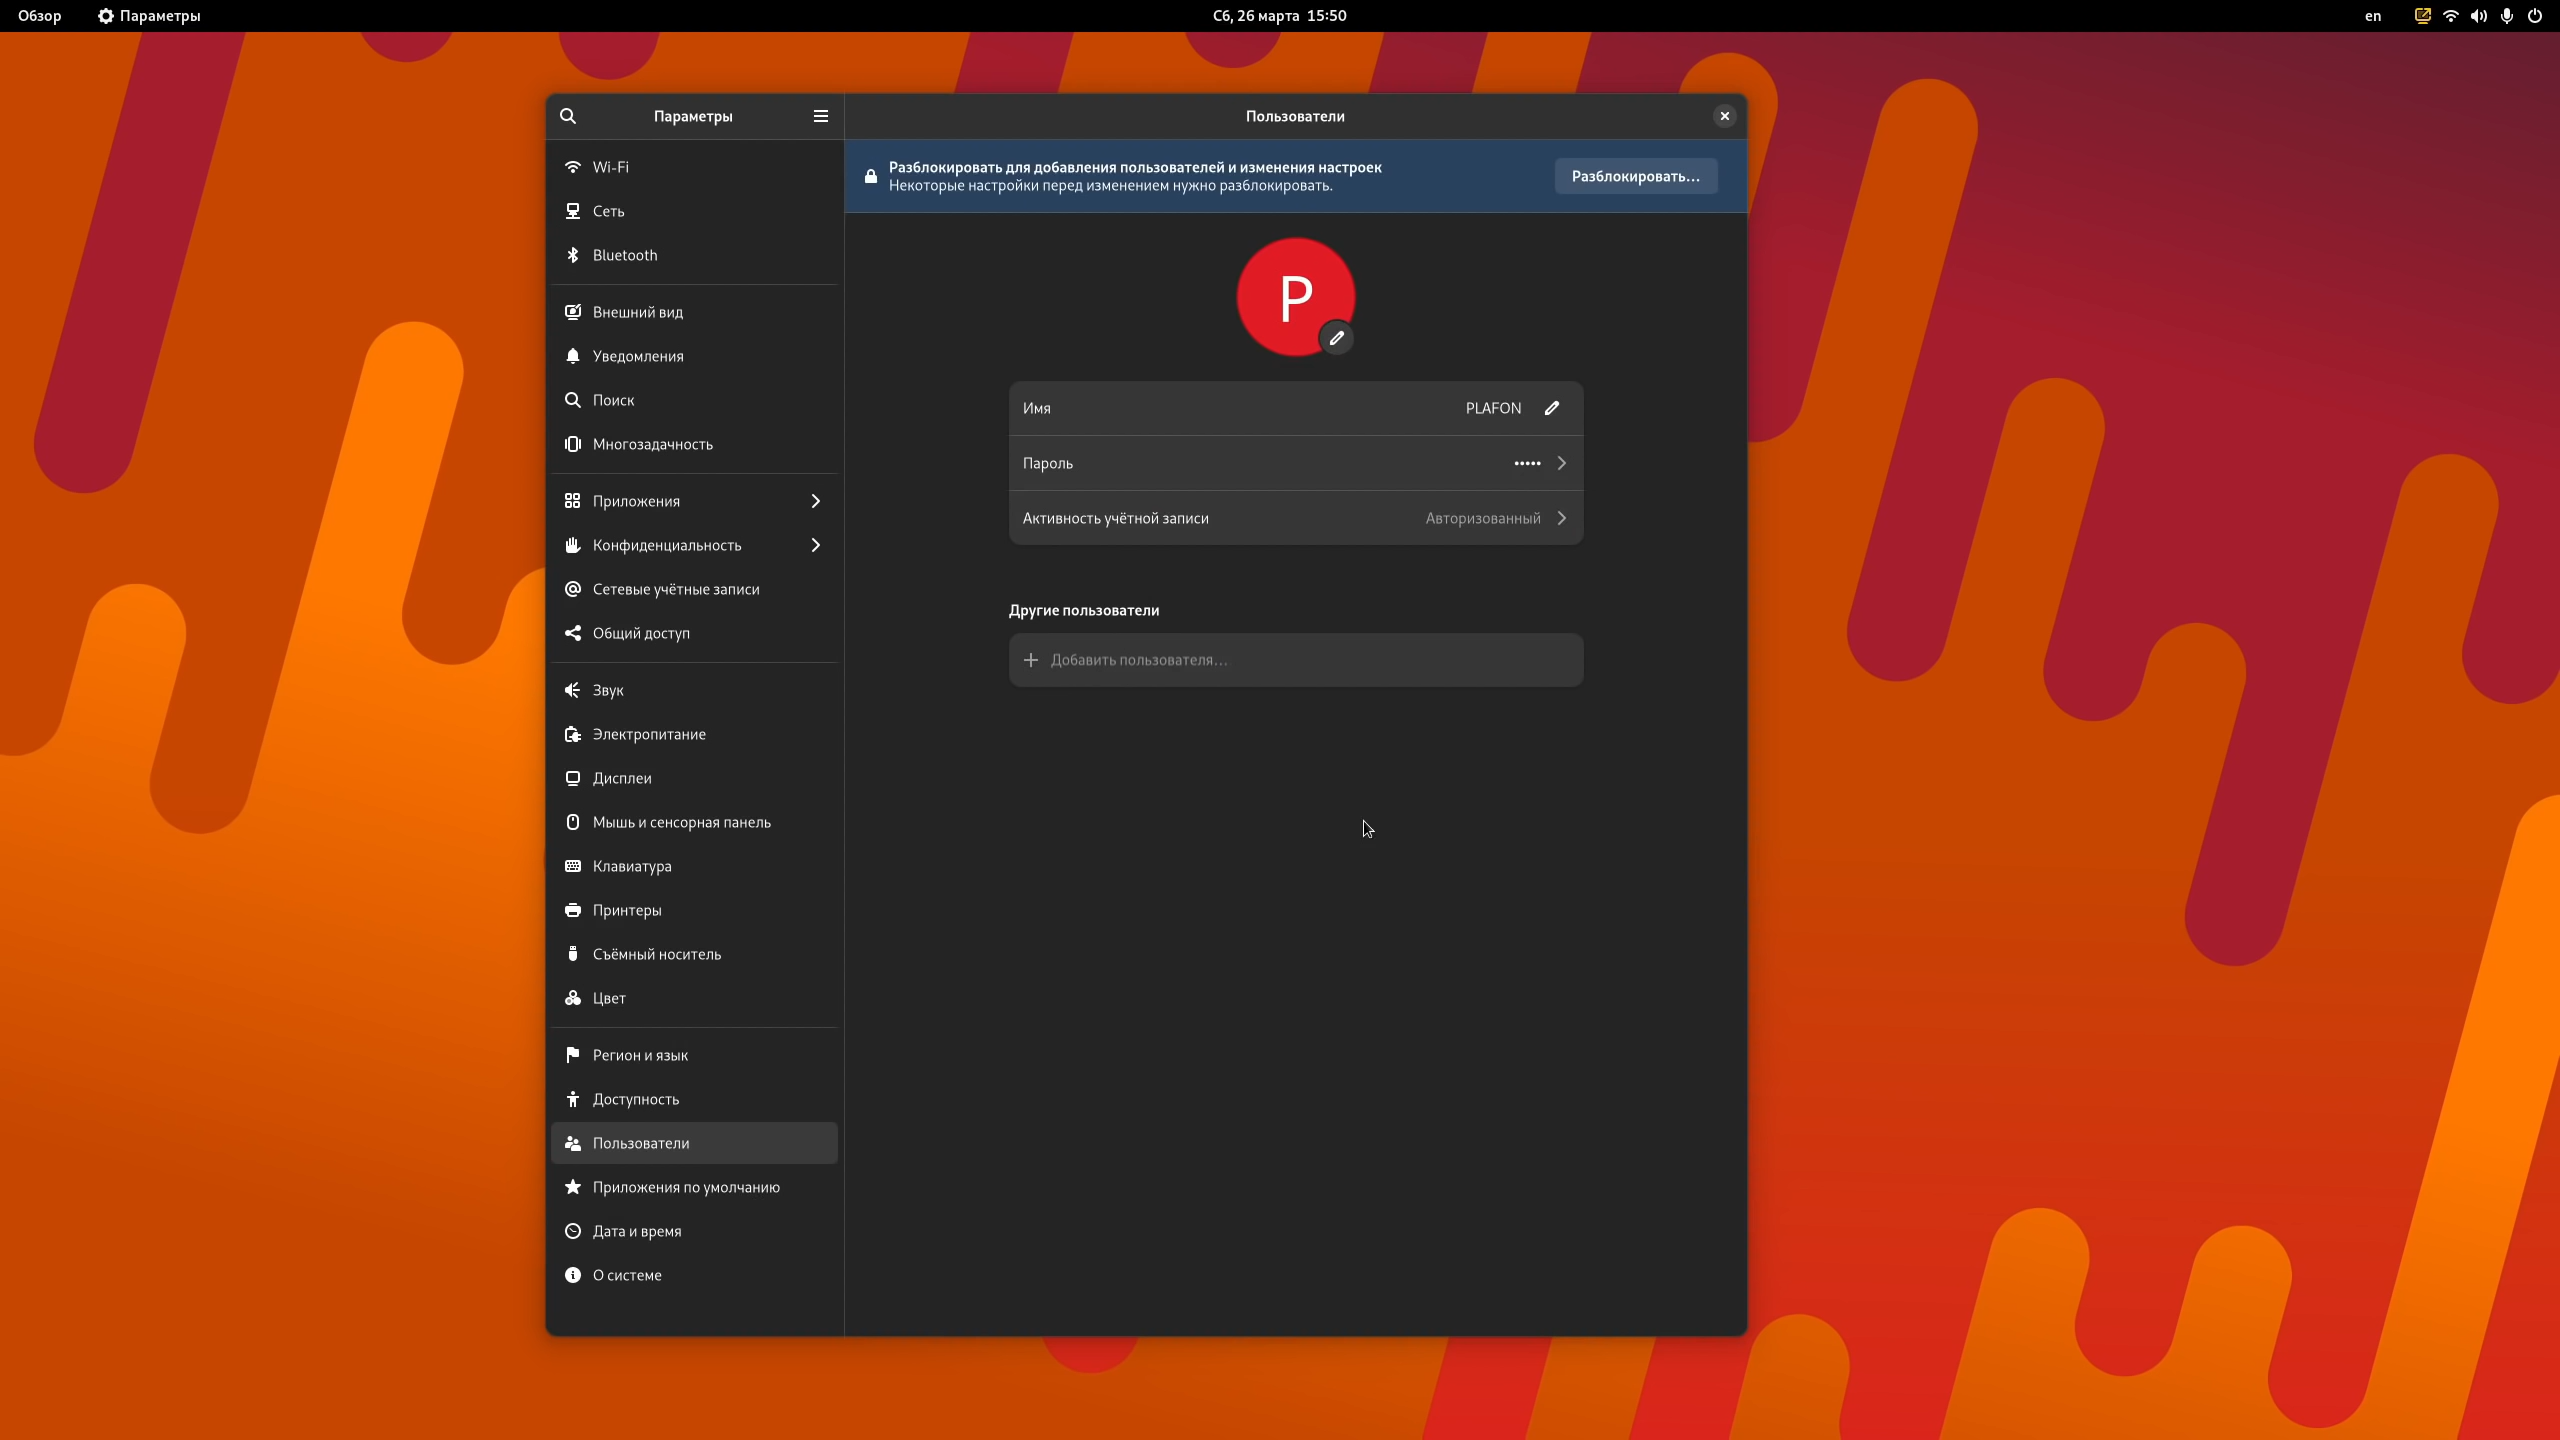 Обзор
Параметры
Сб, 26 марта 15:50
en
Параметры
Wi-Fi
Сеть
Bluetooth
Внешний вид
Уведомления
Поиск
Многозадачность
Приложения
Конфиденциальность
Сетевые учётные записи
Общий доступ
Звук
Электропитание
Дисплеи
Мышь и сенсорная панель
Клавиатура
Принтеры
Съёмный носитель
Цвет
Регион и язык
Доступность
Пользователи
Приложения по умолчанию
Дата и время
О системе
Пользователи
Разблокировать для добавления пользователей и изменения настроек
Некоторые настройки перед изменением нужно разблокировать.
Разблокировать…
P
Имя PLAFON
Пароль •••••
Активность учётной записи Авторизованный
Другие пользователи
Добавить пользователя…